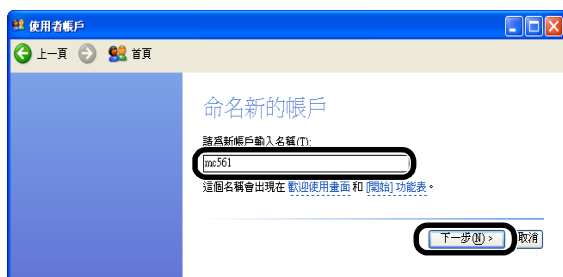 使用者帳戶
上一頁 首頁
命名新的帳戶
請為新帳戶輸入名稱(T):
mc561
這個名稱會出現在 歡迎使用畫面 和 [開始] 功能表。
下一步(N) > 取消